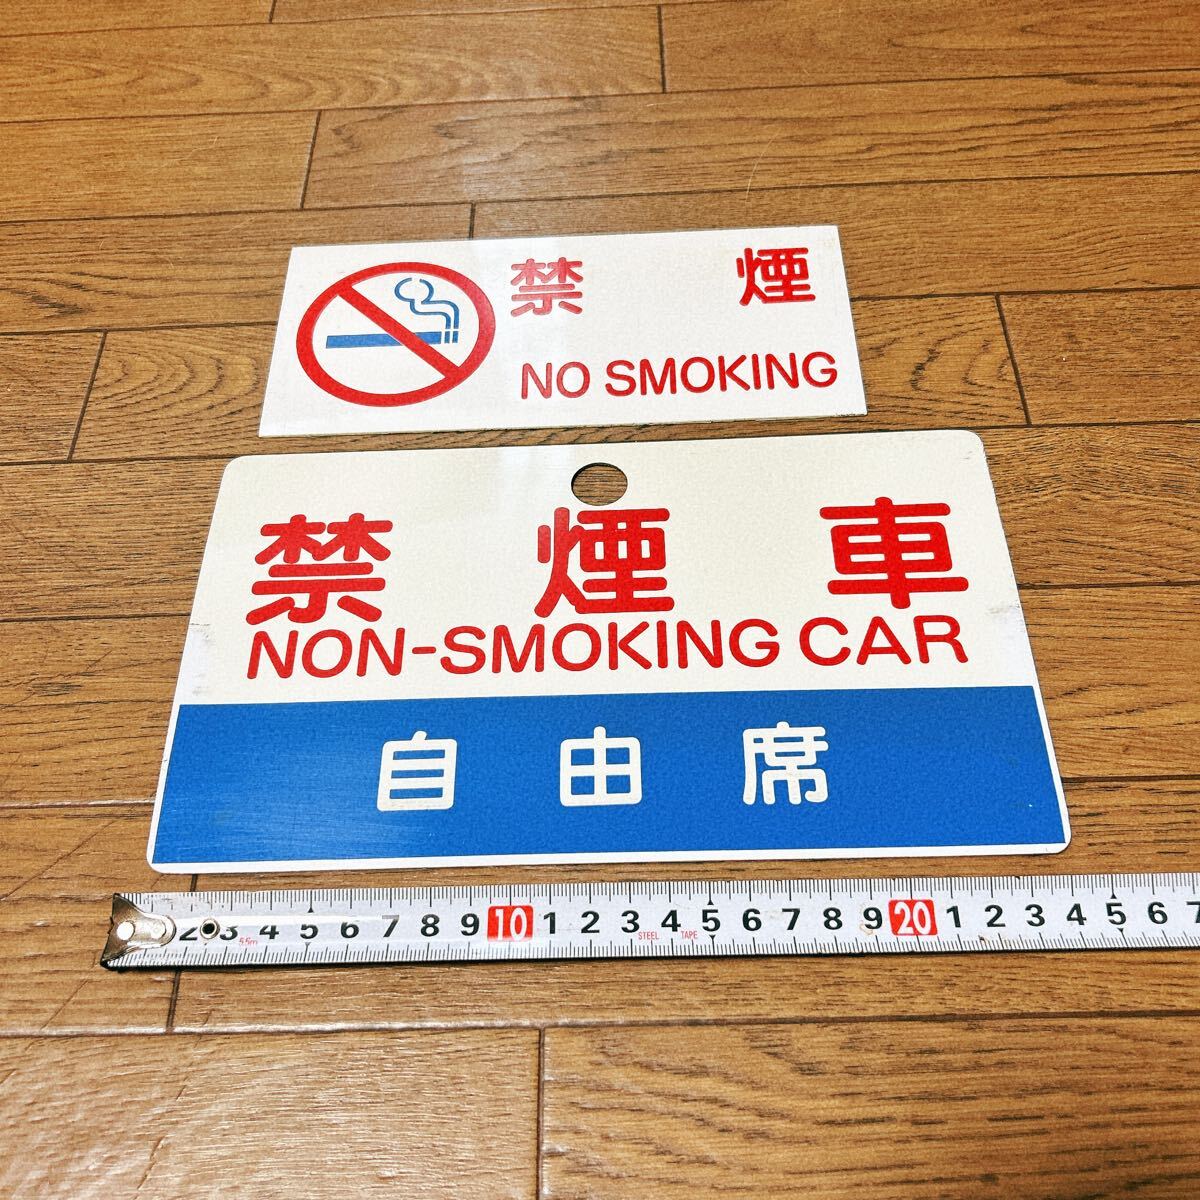 禁 煙
NO SMOKING
禁 煙 車
NON-SMOKING CAR
自 由 席
2 3 4 5 6 7 8 9 10 1 2 3 4 5 6 7 8 9 20 1 2 3 4 5 6 7
5.5m STEEL TAPE